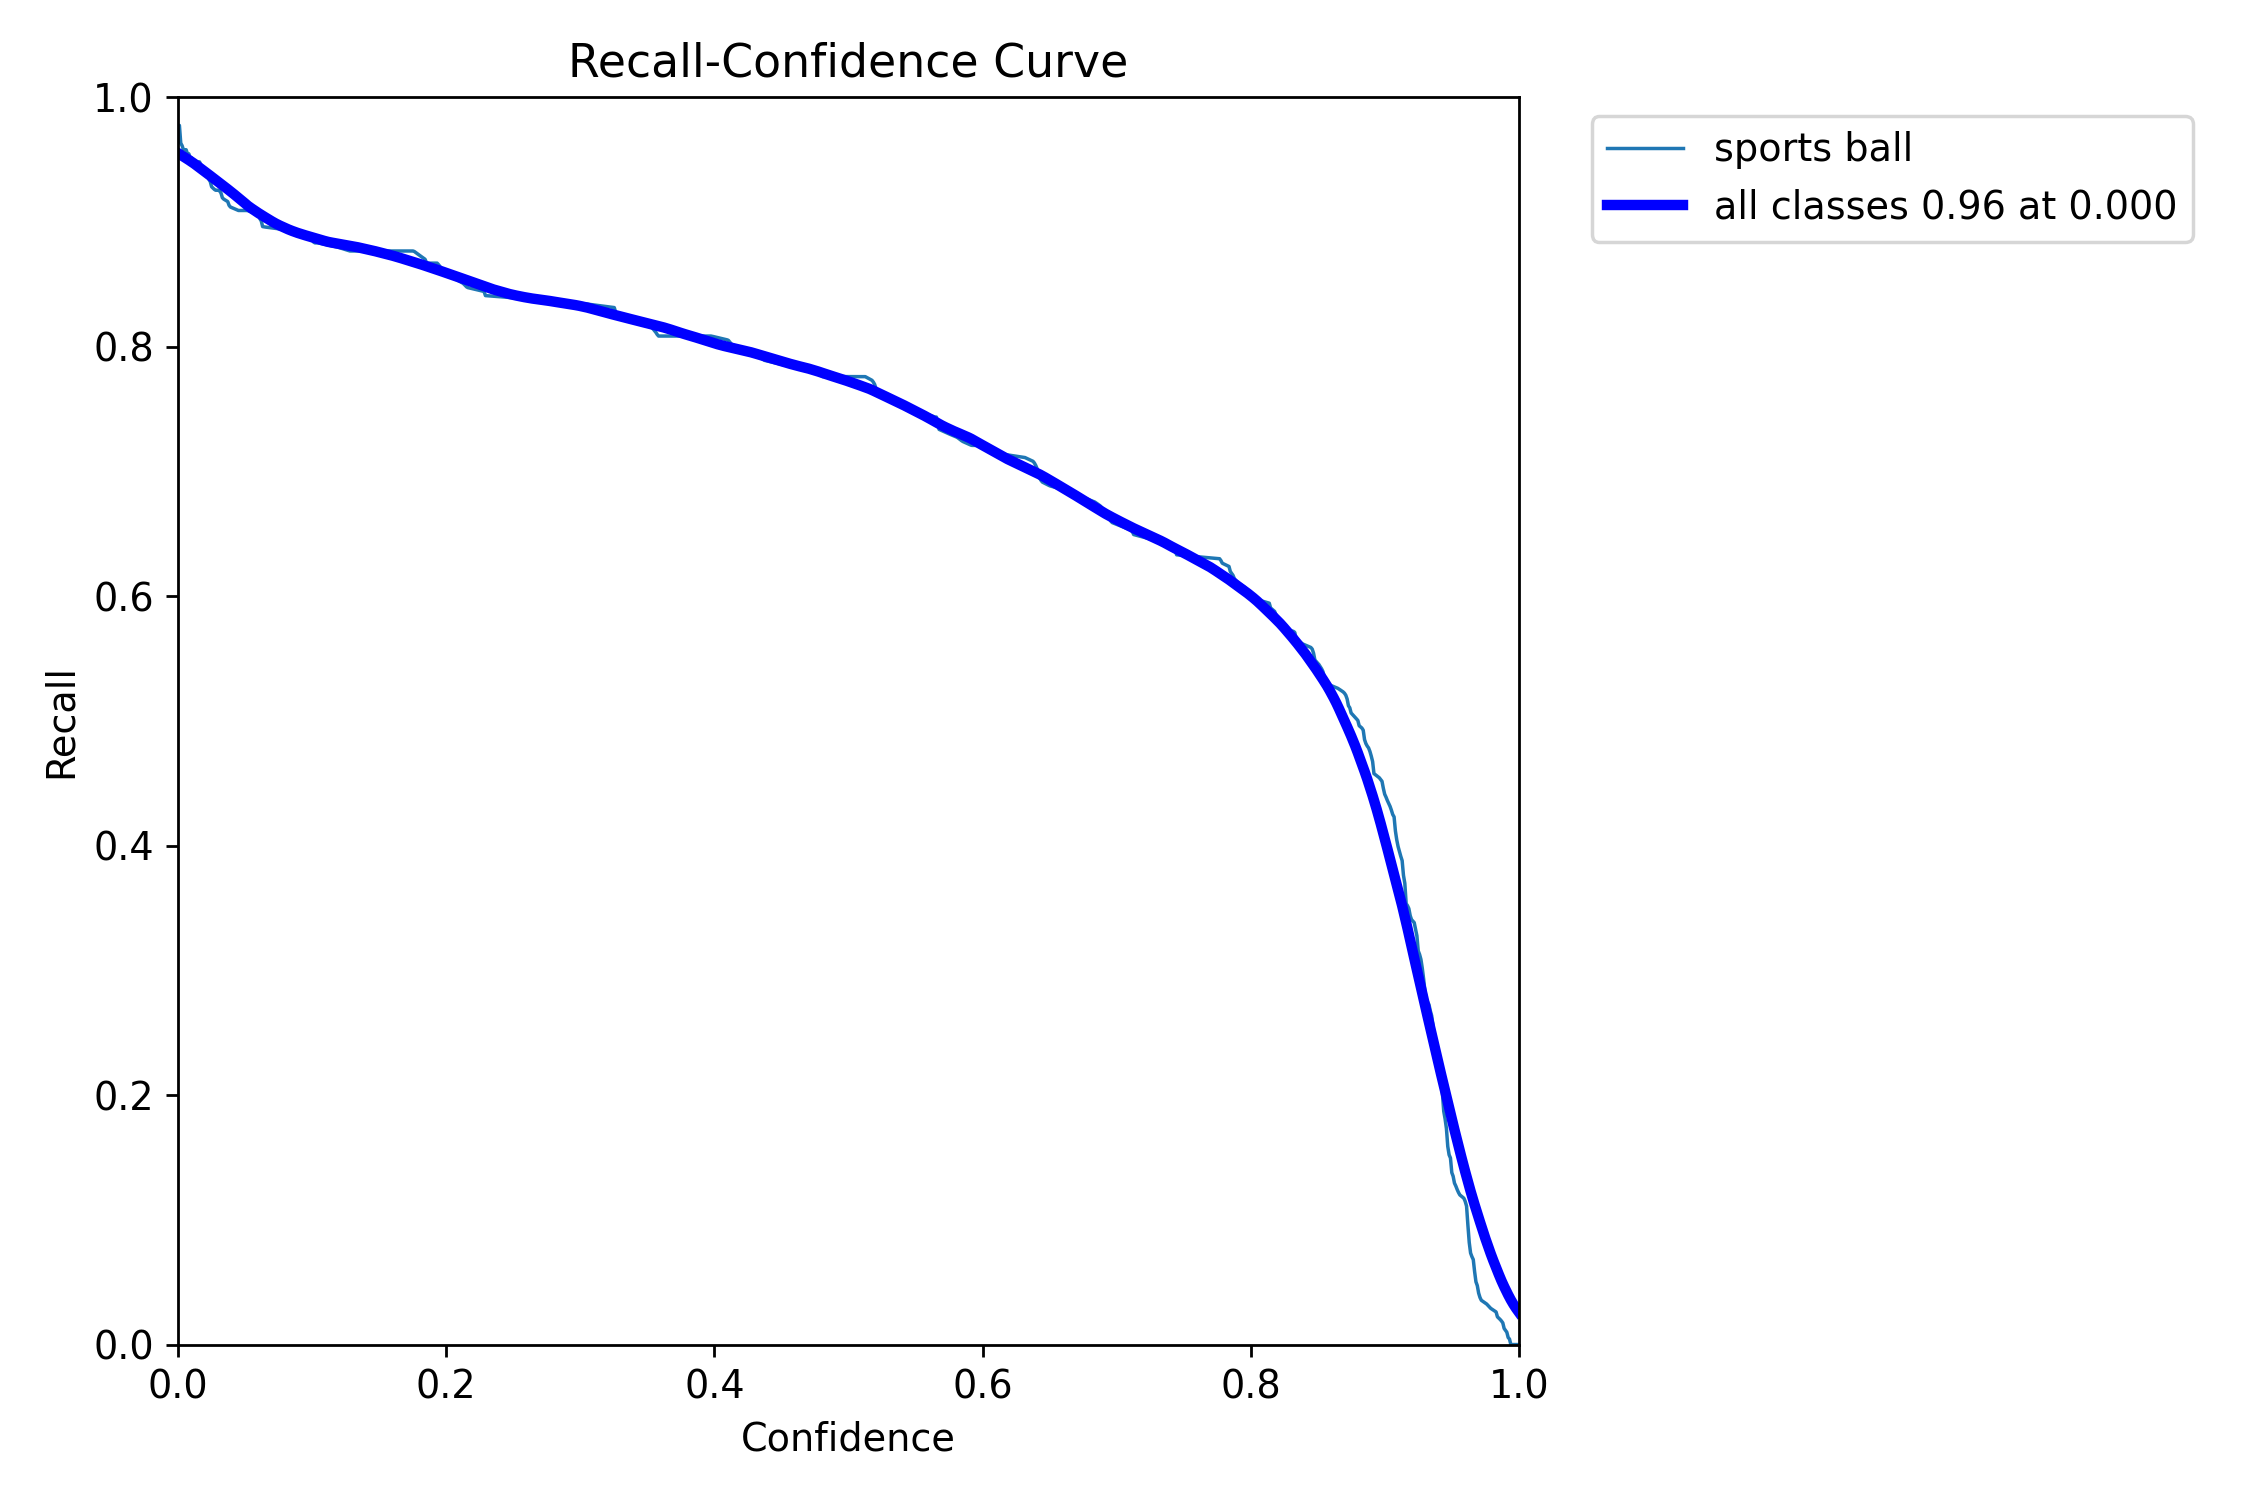 Recall-Confidence Curve
sports ball
all classes 0.96 at 0.000
Recall
1.0
0.8
0.6
0.4
0.2
0.0
0.0 0.2 0.4 0.6 0.8 1.0
Confidence